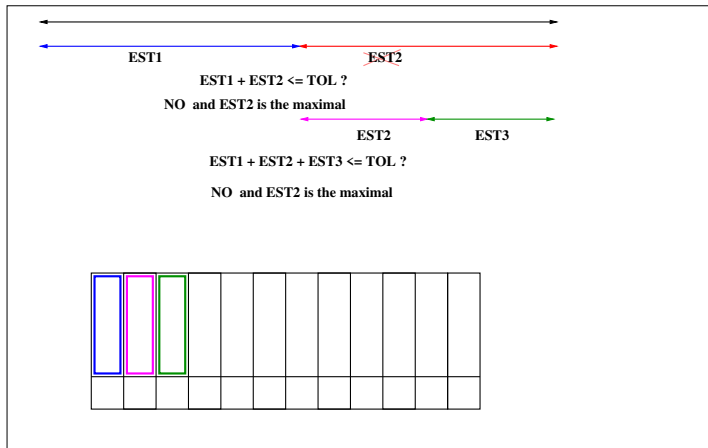 EST1 EST2
EST1 + EST2 <= TOL ?
NO and EST2 is the maximal
EST2 EST3
EST1 + EST2 + EST3 <= TOL ?
NO and EST2 is the maximal